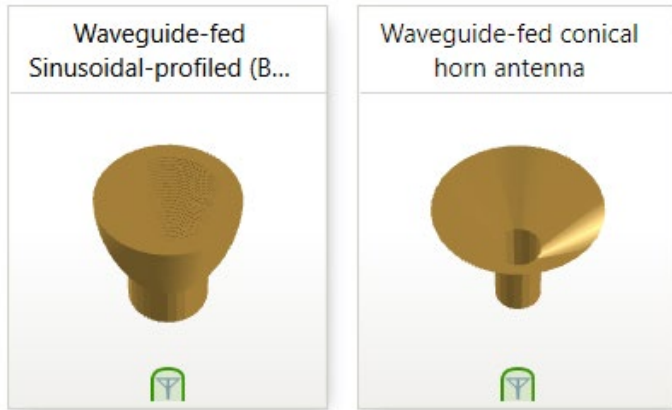 Waveguide-fed
Sinusoidal-profiled (B...
Waveguide-fed conical
horn antenna